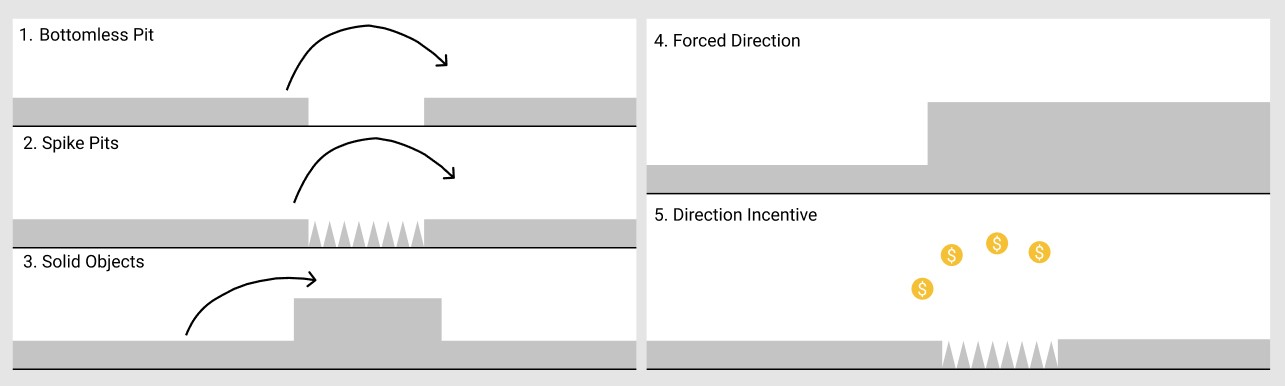 1. Bottomless Pit
2. Spike Pits
3. Solid Objects
4. Forced Direction
5. Direction Incentive
$
$
$
$